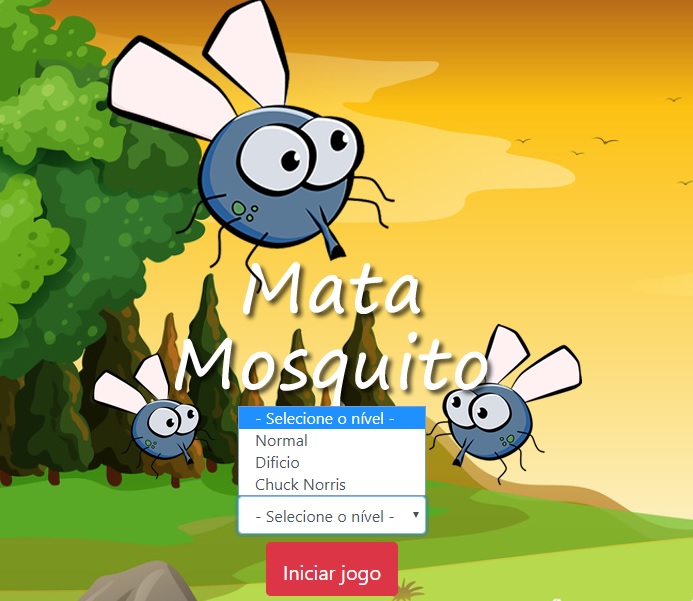 Mata
Mosquito
- Selecione o nível -
Normal
Dificio
Chuck Norris
- Selecione o nível -
Iniciar jogo